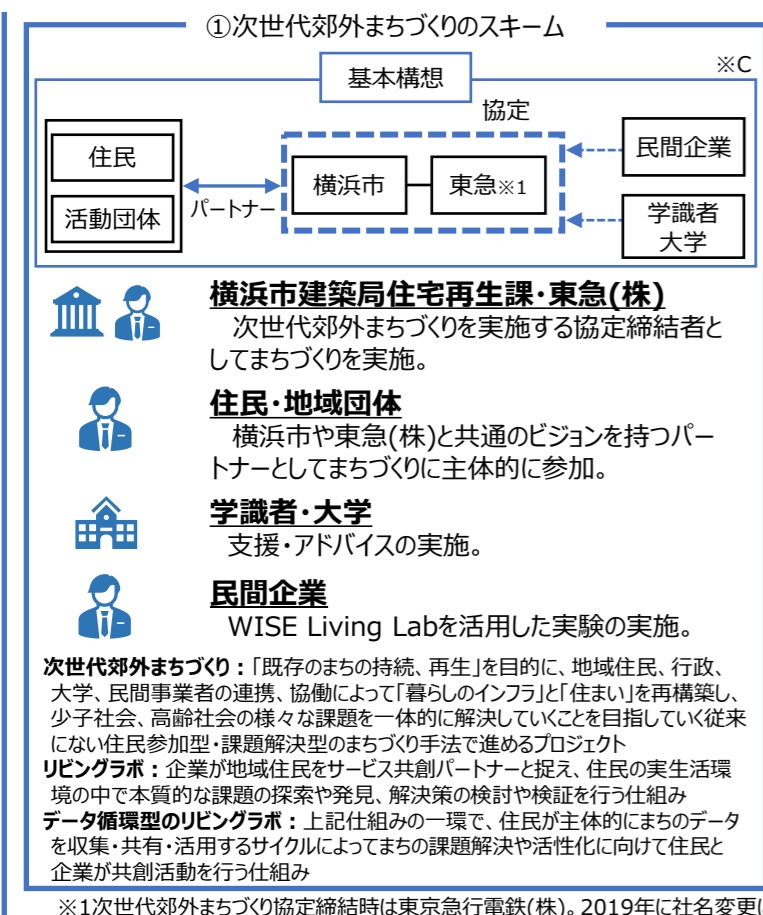 ①次世代郊外まちづくりのスキーム
※C
基本構想
協定
住民
活動団体
パートナー
横浜市
東急※1
民間企業
学識者
大学
横浜市建築局住宅再生課・東急(株)
次世代郊外まちづくりを実施する協定締結者と
してまちづくりを実施。
住民・地域団体
横浜市や東急(株)と共通のビジョンを持つパー
トナーとしてまちづくりに主体的に参加。
学識者・大学
支援・アドバイスの実施。
民間企業
WISE Living Labを活用した実験の実施。
次世代郊外まちづくり：「既存のまちの持続、再生」を目的に、地域住民、行政、
大学、民間事業者の連携、協働によって「暮らしのインフラ」と「住まい」を再構築し、
少子社会、高齢社会の様々な課題を一体的に解決していくことを目指していく従来
にない住民参加型・課題解決型のまちづくり手法で進めるプロジェクト
リビングラボ：企業が地域住民をサービス共創パートナーと捉え、住民の実生活環
境の中で本質的な課題の探索や発見、解決策の検討や検証を行う仕組み
データ循環型のリビングラボ：上記仕組みの一環で、住民が主体的にまちのデータ
を収集・共有・活用するサイクルによってまちの課題解決や活性化に向けて住民と
企業が共創活動を行う仕組み
※1次世代郊外まちづくり協定締結時は東京急行電鉄(株)。2019年に社名変更